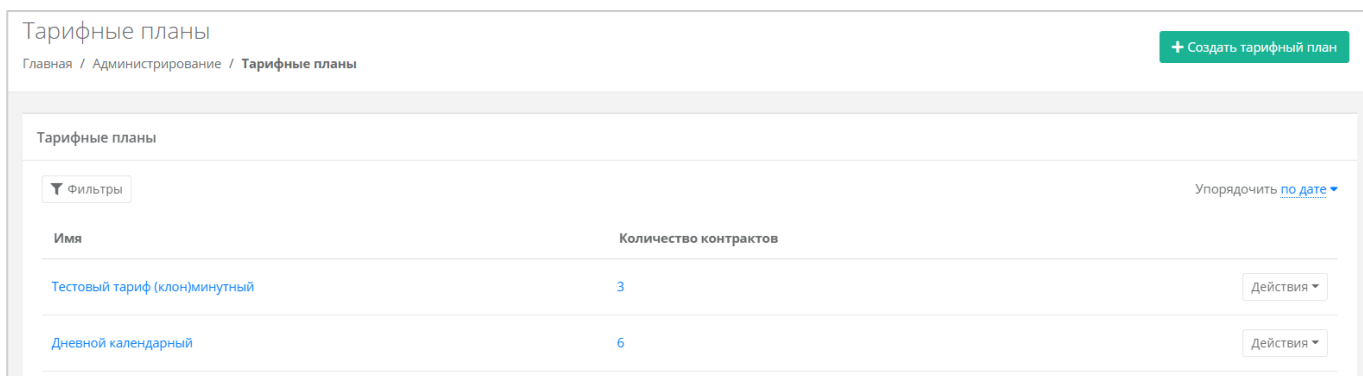 Тарифные планы
+ Создать тарифный план
Главная / Администрирование / Тарифные планы
Тарифные планы
Фильтры
Упорядочить по дате
Имя Количество контрактов
Тестовый тариф (клон)минутный 3 Действия
Дневной календарный 6 Действия